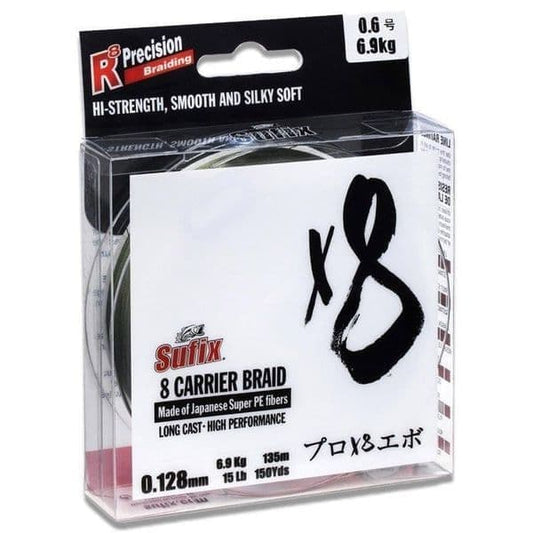 R8 Precision
Braiding
0.6号
6.9kg
HI-STRENGTH, SMOOTH AND SILKY SOFT
x8
Sufix
8 CARRIER BRAID
Made of Japanese Super PE fibers
LONG CAST・HIGH PERFORMANCE
プロX8エボ
0.128mm
6.9 Kg 135m
15 Lb 150Yds